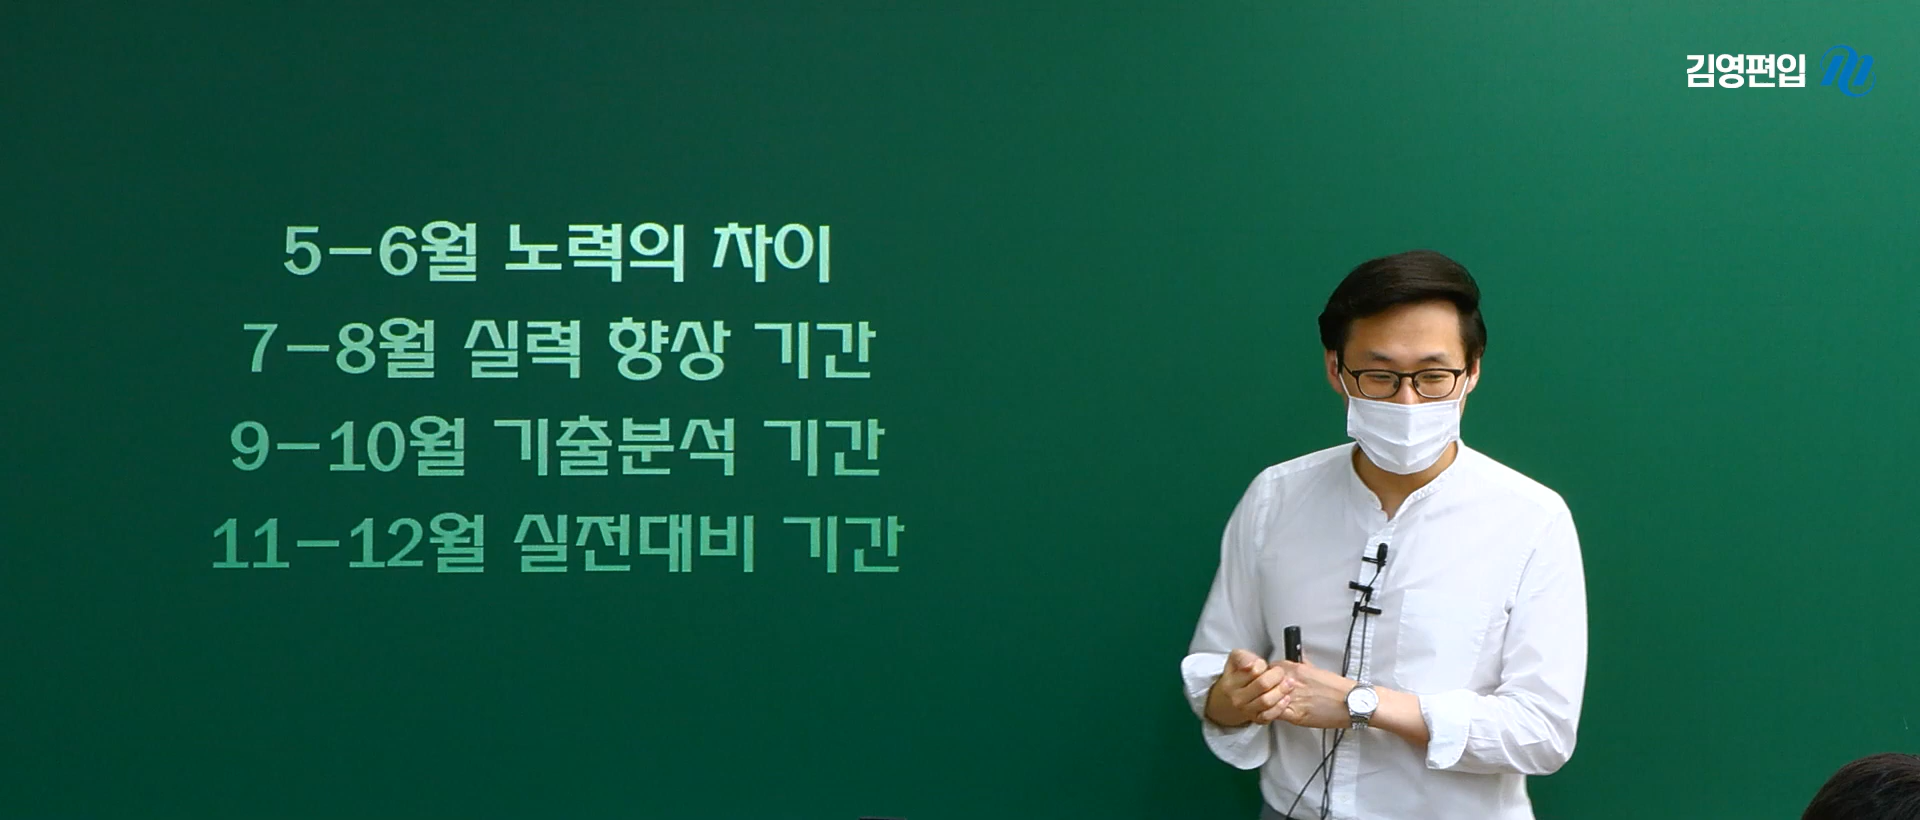 김영편입
5-6월 노력의 차이
7-8월 실력 향상 기간
9-10월 기출분석 기간
11-12월 실전대비 기간